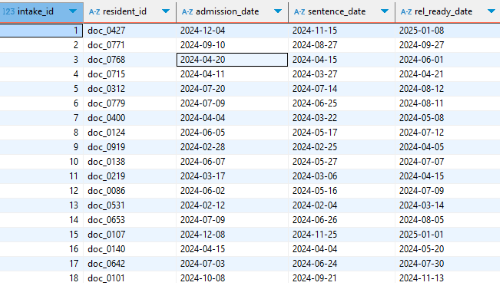 123 intake_id A-Z resident_id A-Z admission_date A-Z sentence_date A-Z rel_ready_date
1 doc_0427 2024-12-04 2024-11-15 2025-01-08
2 doc_0771 2024-09-10 2024-08-27 2024-09-27
3 doc_0768 2024-04-20 2024-04-15 2024-06-01
4 doc_0715 2024-04-11 2024-03-27 2024-04-21
5 doc_0312 2024-07-20 2024-07-14 2024-08-12
6 doc_0779 2024-07-09 2024-06-25 2024-08-11
7 doc_0400 2024-04-04 2024-03-22 2024-05-08
8 doc_0124 2024-06-05 2024-05-17 2024-07-12
9 doc_0919 2024-02-28 2024-02-25 2024-04-05
10 doc_0138 2024-06-07 2024-05-27 2024-07-07
11 doc_0219 2024-03-17 2024-03-06 2024-04-15
12 doc_0086 2024-06-02 2024-05-16 2024-07-09
13 doc_0531 2024-02-12 2024-02-04 2024-03-14
14 doc_0653 2024-07-09 2024-06-26 2024-08-05
15 doc_0107 2024-12-08 2024-11-25 2025-01-01
16 doc_0140 2024-04-15 2024-04-04 2024-05-20
17 doc_0642 2024-07-03 2024-06-24 2024-07-30
18 doc_0101 2024-10-08 2024-09-21 2024-11-13